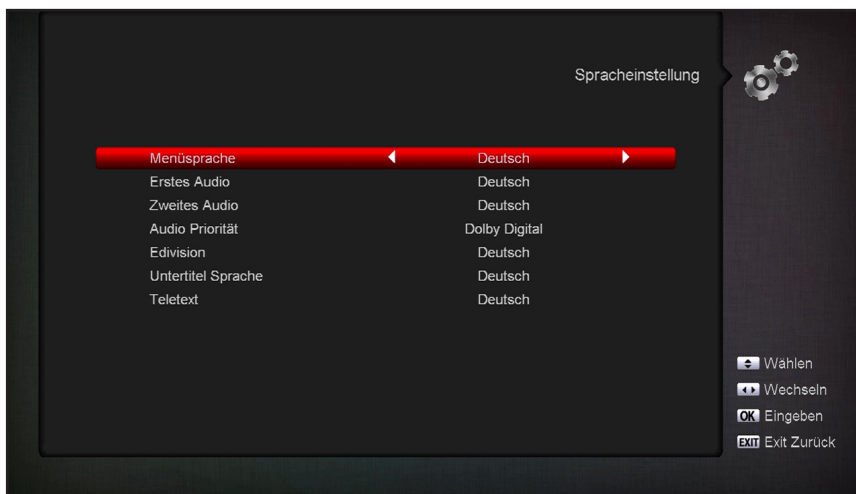 Spracheinstellung
Menüsprache Deutsch
Erstes Audio Deutsch
Zweites Audio Deutsch
Audio Priorität Dolby Digital
Edivision Deutsch
Untertitel Sprache Deutsch
Teletext Deutsch
Wählen
Wechseln
OK Eingeben
EXIT Exit Zurück